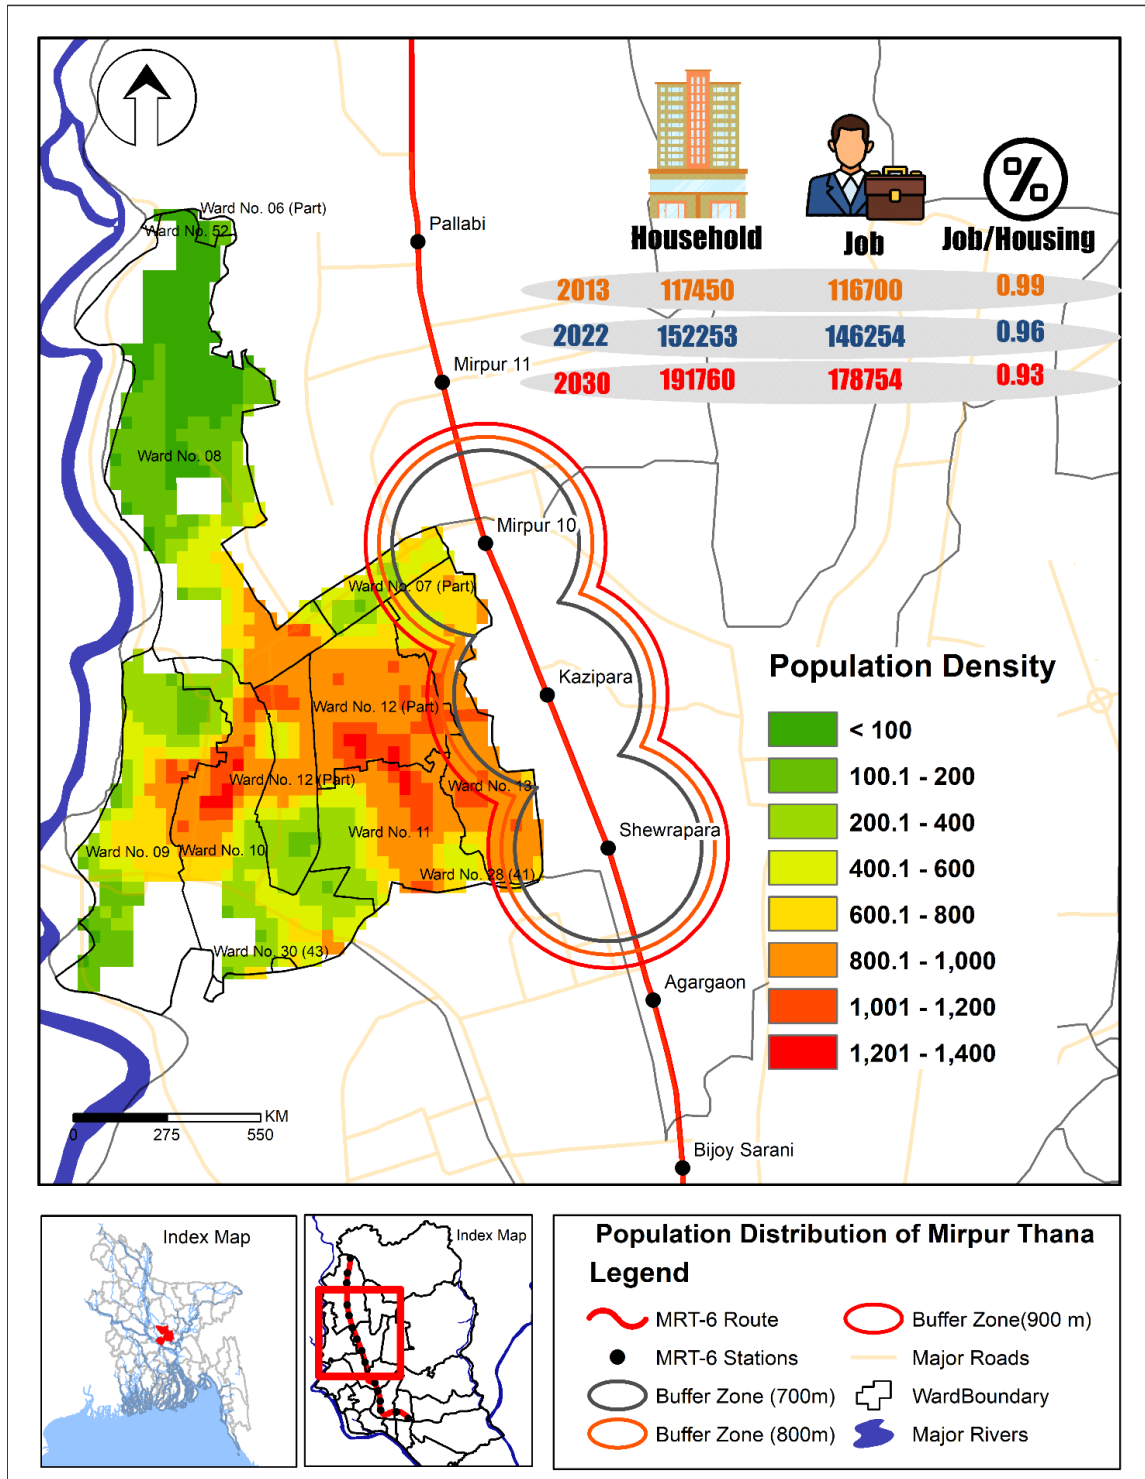 Household Job Job/Housing
2013 117450 116700 0.99
2022 152253 146254 0.96
2030 191760 178754 0.93
Ward No. 06 (Part)
Ward No. 52
Pallabi
Mirpur 11
Ward No. 08
Mirpur 10
Ward No. 07 (Part)
Kazipara
Ward No. 12 (Part)
Ward No. 12 (Part)
Ward No. 13
Ward No. 11
Shewrapara
Ward No. 09
Ward No. 10
Ward No. 28 (41)
Ward No. 30 (43)
Agargaon
Bijoy Sarani
Population Density
< 100
100.1 - 200
200.1 - 400
400.1 - 600
600.1 - 800
800.1 - 1,000
1,001 - 1,200
1,201 - 1,400
KM
0 275 550
Index Map
Index Map
Population Distribution of Mirpur Thana
Legend
MRT-6 Route
MRT-6 Stations
Buffer Zone (700m)
Buffer Zone (800m)
Buffer Zone(900 m)
Major Roads
WardBoundary
Major Rivers